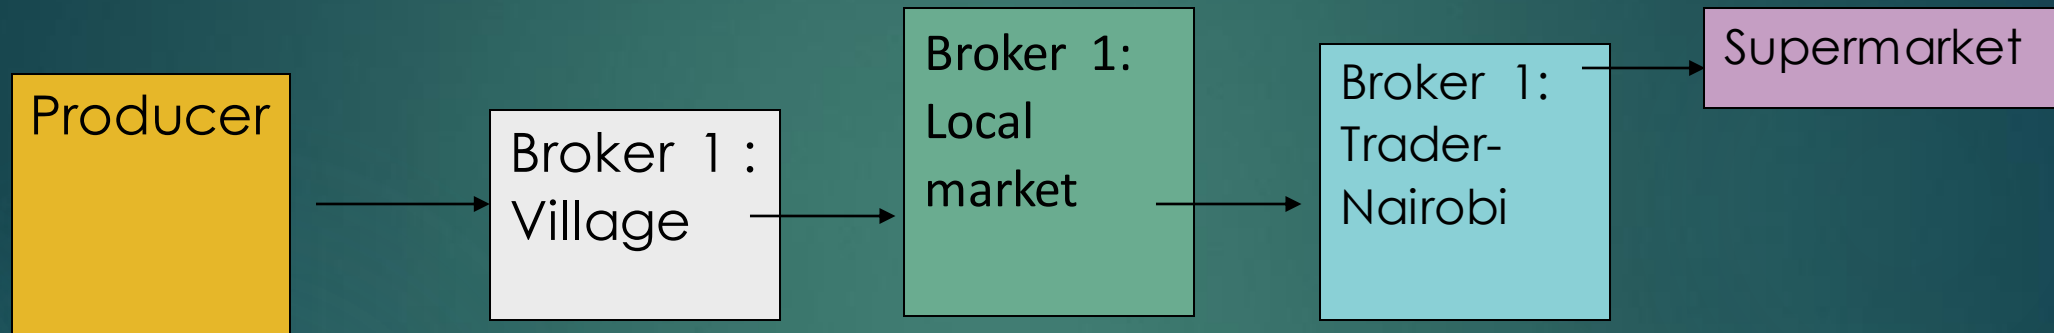 Producer
Broker 1 :
Village
Broker 1:
Local
market
Broker 1:
Trader-
Nairobi
Supermarket